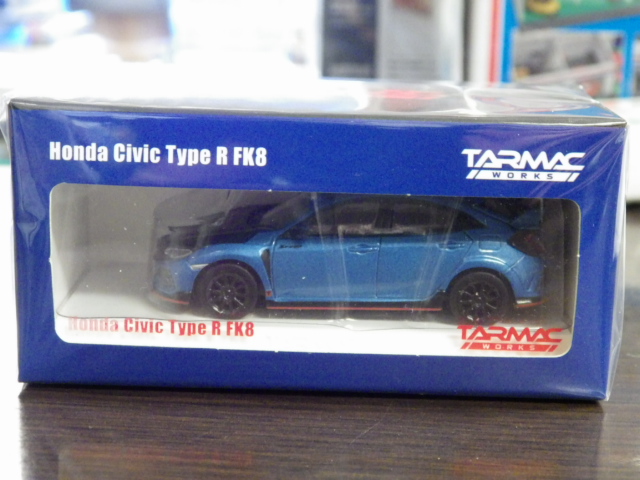 Honda Civic Type R FK8
TARMAC
WORKS
Honda Civic Type R FK8
TARMAC
WORKS